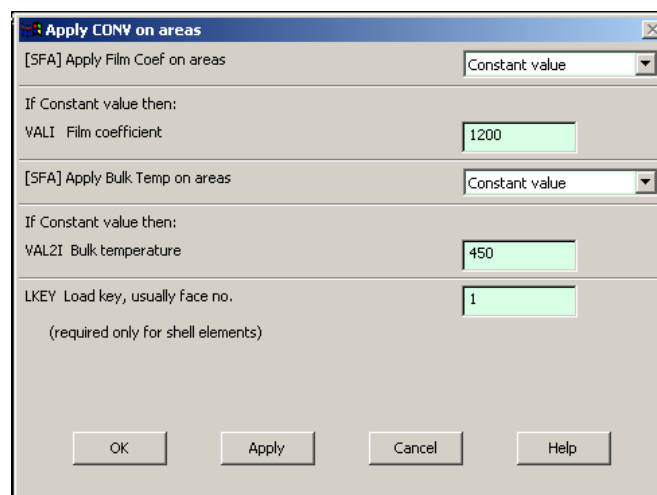 Apply CONV on areas
[SFA] Apply Film Coef on areas Constant value
If Constant value then:
VALI Film coefficient 1200
[SFA] Apply Bulk Temp on areas Constant value
If Constant value then:
VAL2I Bulk temperature 450
LKEY Load key, usually face no. 1
(required only for shell elements)
OK Apply Cancel Help